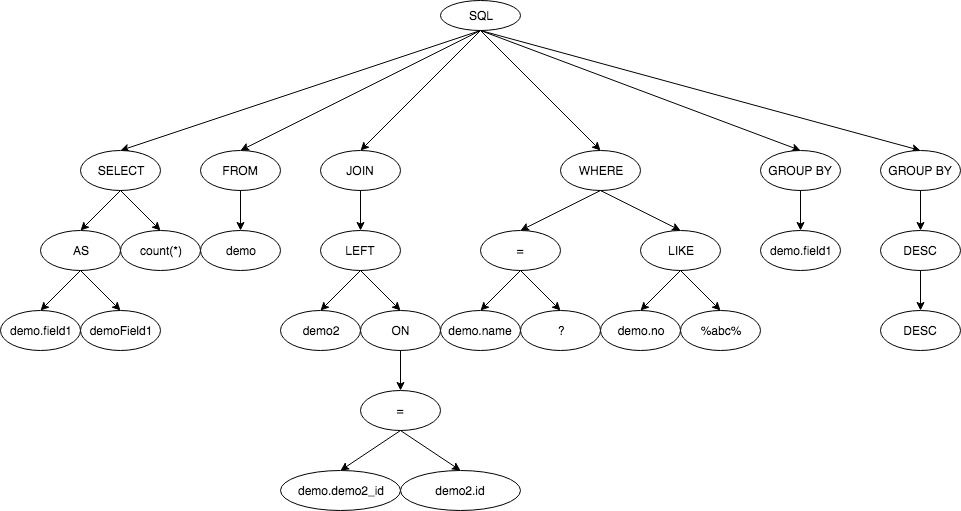 SQL
SELECT FROM JOIN WHERE GROUP BY GROUP BY
AS count(*) demo LEFT = LIKE demo.field1 DESC
demo.field1 demoField1 demo2 ON demo.name ? demo.no %abc% DESC
=
demo.demo2_id demo2.id